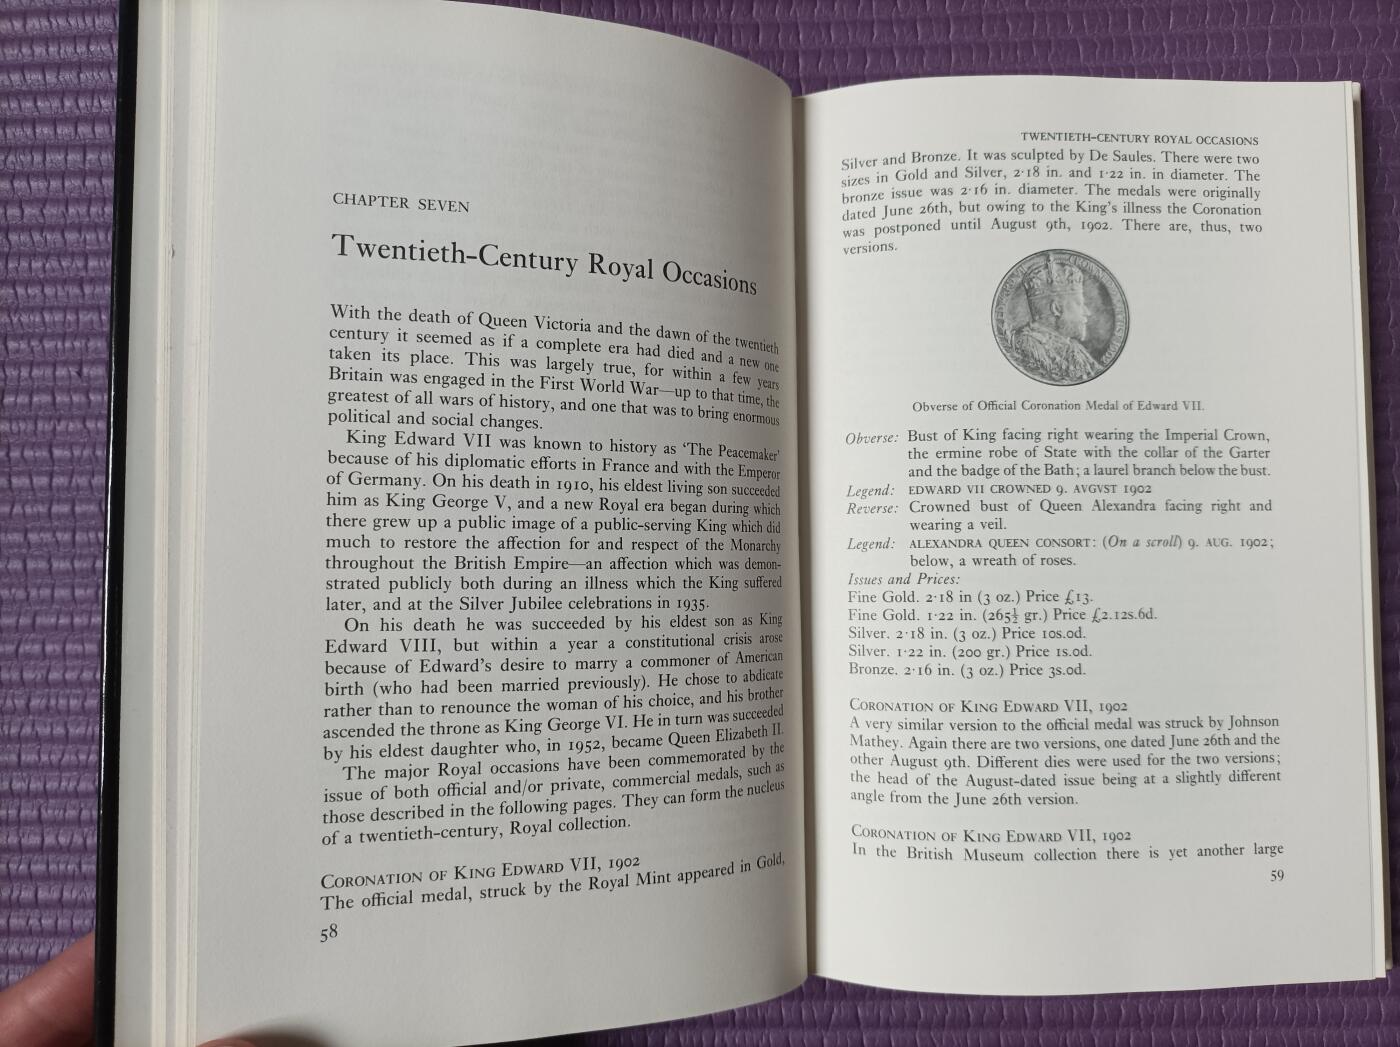 CHAPTER SEVEN
Twentieth-Century Royal Occasions
With the death of Queen Victoria and the dawn of the twentieth
century it seemed as if a complete era had died and a new one
taken its place. This was largely true, for within a few years
Britain was engaged in the First World War—up to that time, the
greatest of all wars of history, and one that was to bring enormous
political and social changes.
King Edward VII was known to history as 'The Peacemaker'
because of his diplomatic efforts in France and with the Emperor
of Germany. On his death in 1910, his eldest living son succeeded
him as King George V, and a new Royal era began during which
there grew up a public image of a public-serving King which did
much to restore the affection for and respect of the Monarchy
throughout the British Empire—an affection which was demon-
strated publicly both during an illness which the King suffered
later, and at the Silver Jubilee celebrations in 1935.
On his death he was succeeded by his eldest son as King
Edward VIII, but within a year a constitutional crisis arose
because of Edward's desire to marry a commoner of American
birth (who had been married previously). He chose to abdicate
rather than to renounce the woman of his choice, and his brother
ascended the throne as King George VI. He in turn was succeeded
by his eldest daughter who, in 1952, became Queen Elizabeth II.
The major Royal occasions have been commemorated by the
issue of both official and/or private, commercial medals, such as
those described in the following pages. They can form the nucleus
of a twentieth-century, Royal collection.
CORONATION OF KING EDWARD VII, 1902
The official medal, struck by the Royal Mint appeared in Gold,
58
TWENTIETH-CENTURY ROYAL OCCASIONS
Silver and Bronze. It was sculpted by De Saules. There were two
sizes in Gold and Silver, 2·18 in. and 1·22 in. in diameter. The
bronze issue was 2·16 in. diameter. The medals were originally
dated June 26th, but owing to the King's illness the Coronation
was postponed until August 9th, 1902. There are, thus, two
versions.
Obverse of Official Coronation Medal of Edward VII.
Obverse: Bust of King facing right wearing the Imperial Crown,
the ermine robe of State with the collar of the Garter
and the badge of the Bath; a laurel branch below the bust.
Legend: EDWARD VII CROWNED 9. AVGVST 1902
Reverse: Crowned bust of Queen Alexandra facing right and
wearing a veil.
Legend: ALEXANDRA QUEEN CONSORT: (On a scroll) 9. AUG. 1902;
below, a wreath of roses.
Issues and Prices:
Fine Gold. 2·18 in (3 oz.) Price £13.
Fine Gold. 1·22 in. (265½ gr.) Price £2.12s.6d.
Silver. 2·18 in. (3 oz.) Price 10s.0d.
Silver. 1·22 in. (200 gr.) Price 1s.0d.
Bronze. 2·16 in. (3 oz.) Price 3s.0d.
CORONATION OF KING EDWARD VII, 1902
A very similar version to the official medal was struck by Johnson
Mathey. Again there are two versions, one dated June 26th and the
other August 9th. Different dies were used for the two versions;
the head of the August-dated issue being at a slightly different
angle from the June 26th version.
CORONATION OF KING EDWARD VII, 1902
In the British Museum collection there is yet another large
59